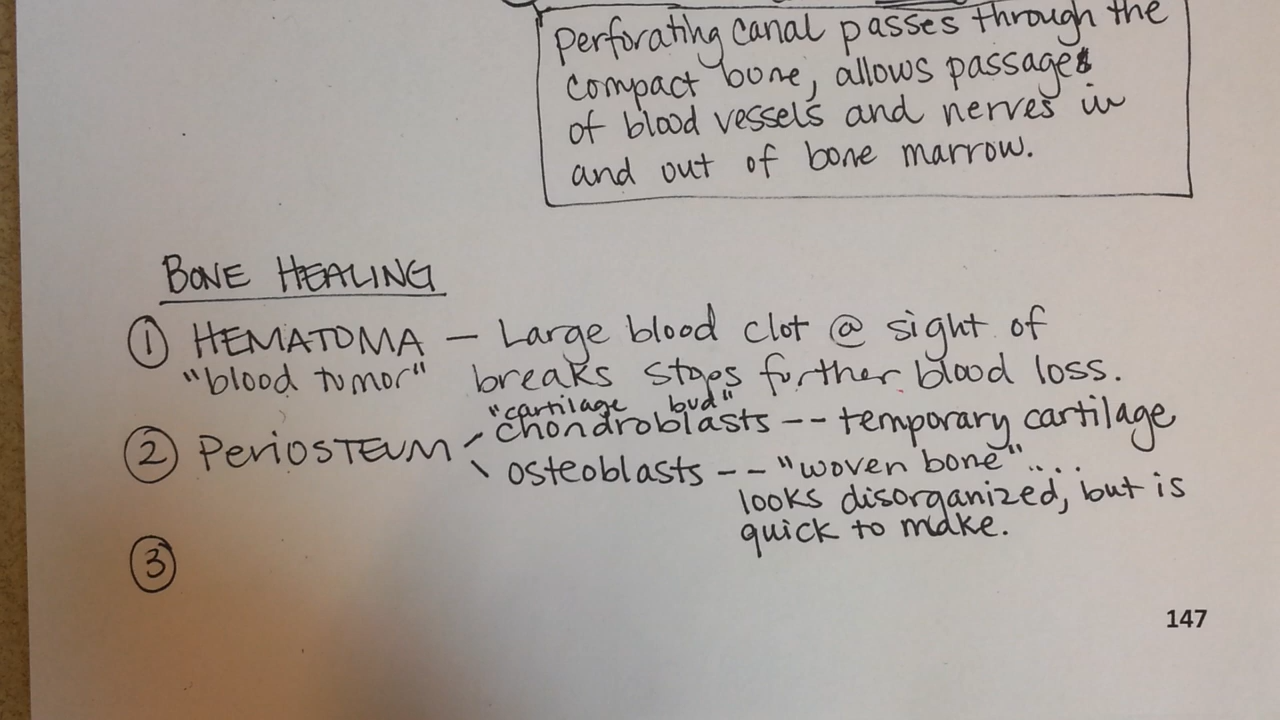 perforating canal passes through the
compact bone, allows passages
of blood vessels and nerves in
and out of bone marrow.
BONE HEALING
① HEMATOMA — Large blood clot @ sight of
"blood tumor" breaks stops further blood loss.
"cartilage bud"
② PERIOSTEUM chondroblasts -- temporary cartilage
osteoblasts -- "woven bone"....
looks disorganized, but is
quick to make.
③
147